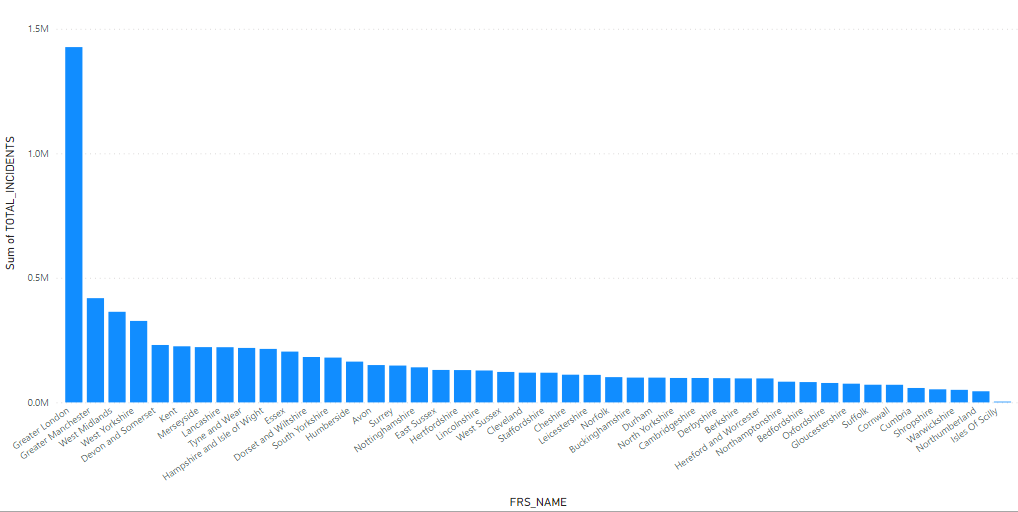 1.5M
1.0M
0.5M
0.0M
Sum of TOTAL_INCIDENTS
Greater London
Greater Manchester
West Midlands
West Yorkshire
Devon and Somerset
Kent
Merseyside
Lancashire
Tyne and Wear
Hampshire and Isle of Wight
Essex
Dorset and Wiltshire
South Yorkshire
Humberside
Avon
Surrey
Nottinghamshire
East Sussex
Hertfordshire
Lincolnshire
West Sussex
Cleveland
Staffordshire
Cheshire
Leicestershire
Norfolk
Buckinghamshire
Durham
North Yorkshire
Cambridgeshire
Derbyshire
Berkshire
Hereford and Worcester
Northamptonshire
Bedfordshire
Oxfordshire
Gloucestershire
Suffolk
Cornwall
Cumbria
Shropshire
Warwickshire
Northumberland
Isles Of Scilly
FRS_NAME